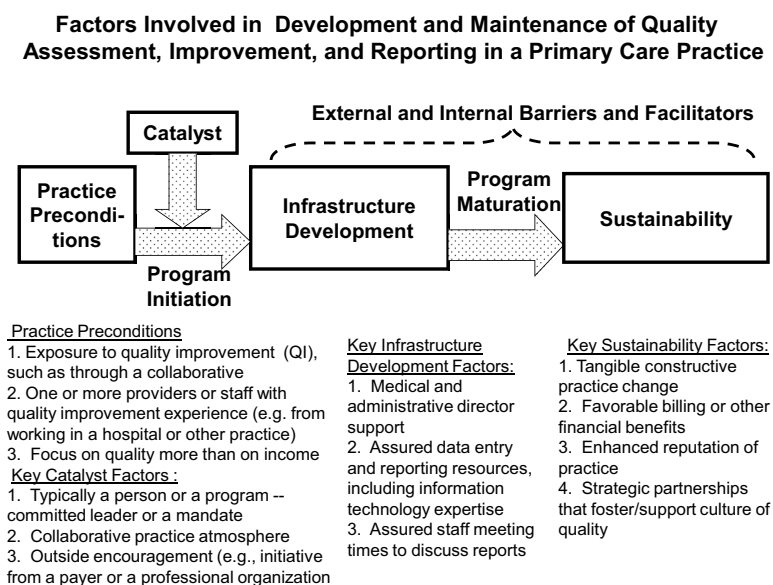 Factors Involved in Development and Maintenance of Quality
Assessment, Improvement, and Reporting in a Primary Care Practice
External and Internal Barriers and Facilitators
Catalyst
Practice
Precondi-
tions
Program
Initiation
Infrastructure
Development
Program
Maturation
Sustainability
Practice Preconditions
1. Exposure to quality improvement (QI),
such as through a collaborative
2. One or more providers or staff with
quality improvement experience (e.g. from
working in a hospital or other practice)
3. Focus on quality more than on income
Key Catalyst Factors :
1. Typically a person or a program --
committed leader or a mandate
2. Collaborative practice atmosphere
3. Outside encouragement (e.g., initiative
from a payer or a professional organization
Key Infrastructure
Development Factors:
1. Medical and
administrative director
support
2. Assured data entry
and reporting resources,
including information
technology expertise
3. Assured staff meeting
times to discuss reports
Key Sustainability Factors:
1. Tangible constructive
practice change
2. Favorable billing or other
financial benefits
3. Enhanced reputation of
practice
4. Strategic partnerships
that foster/support culture of
quality